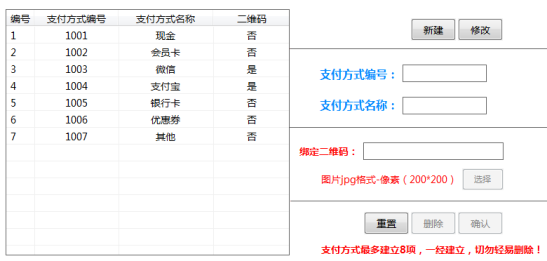 编号 支付方式编号 支付方式名称 二维码
1 1001 现金 否
2 1002 会员卡 否
3 1003 微信 是
4 1004 支付宝 是
5 1005 银行卡 否
6 1006 优惠券 否
7 1007 其他 否
新建 修改
支付方式编号：
支付方式名称：
绑定二维码：
图片jpg格式-像素（200*200） 选择
重置 删除 确认
支付方式最多建立8项，一经建立，切勿轻易删除！